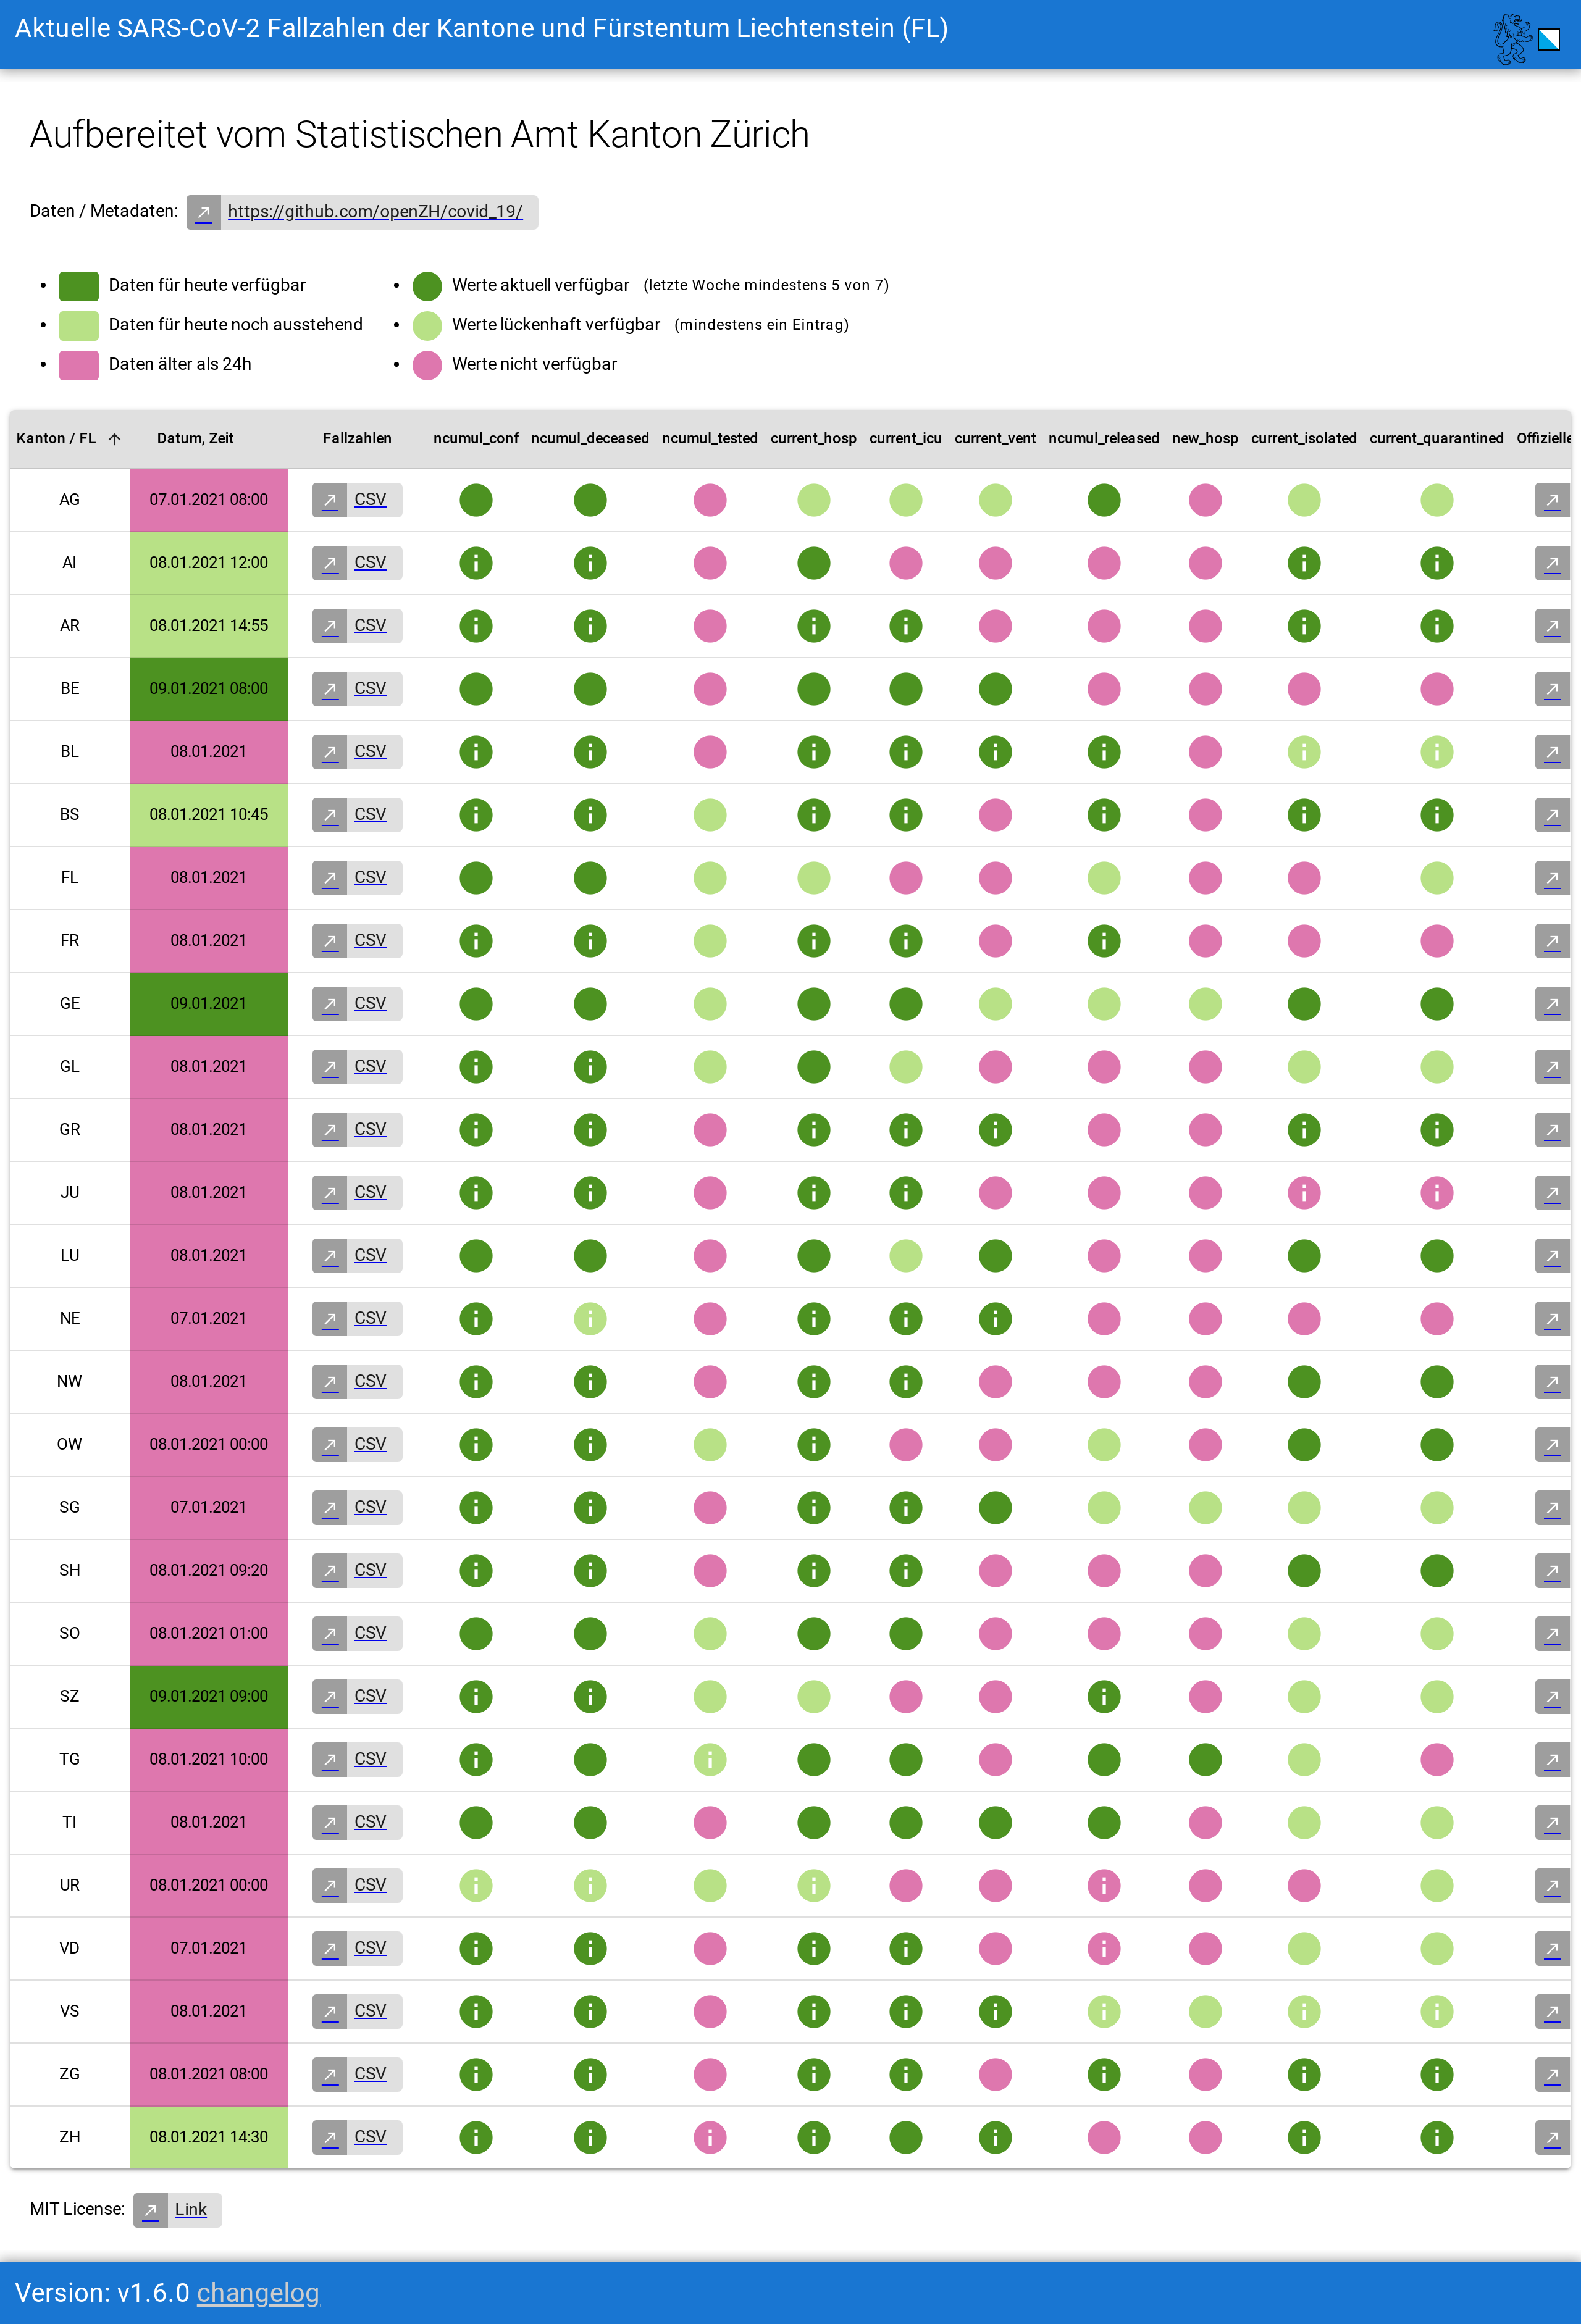 Aktuelle SARS-CoV-2 Fallzahlen der Kantone und Fürstentum Liechtenstein (FL)
Aufbereitet vom Statistischen Amt Kanton Zürich
Daten / Metadaten: https://github.com/openZH/covid_19/
Daten für heute verfügbar
Daten für heute noch ausstehend
Daten älter als 24h
Werte aktuell verfügbar (letzte Woche mindestens 5 von 7)
Werte lückenhaft verfügbar (mindestens ein Eintrag)
Werte nicht verfügbar
Kanton / FL Datum, Zeit Fallzahlen ncumul_conf ncumul_deceased ncumul_tested current_hosp current_icu current_vent ncumul_released new_hosp current_isolated current_quarantined Offizielle
AG 07.01.2021 08:00 CSV
AI 08.01.2021 12:00 CSV
AR 08.01.2021 14:55 CSV
BE 09.01.2021 08:00 CSV
BL 08.01.2021 CSV
BS 08.01.2021 10:45 CSV
FL 08.01.2021 CSV
FR 08.01.2021 CSV
GE 09.01.2021 CSV
GL 08.01.2021 CSV
GR 08.01.2021 CSV
JU 08.01.2021 CSV
LU 08.01.2021 CSV
NE 07.01.2021 CSV
NW 08.01.2021 CSV
OW 08.01.2021 00:00 CSV
SG 07.01.2021 CSV
SH 08.01.2021 09:20 CSV
SO 08.01.2021 01:00 CSV
SZ 09.01.2021 09:00 CSV
TG 08.01.2021 10:00 CSV
TI 08.01.2021 CSV
UR 08.01.2021 00:00 CSV
VD 07.01.2021 CSV
VS 08.01.2021 CSV
ZG 08.01.2021 08:00 CSV
ZH 08.01.2021 14:30 CSV
MIT License: Link
Version: v1.6.0 changelog